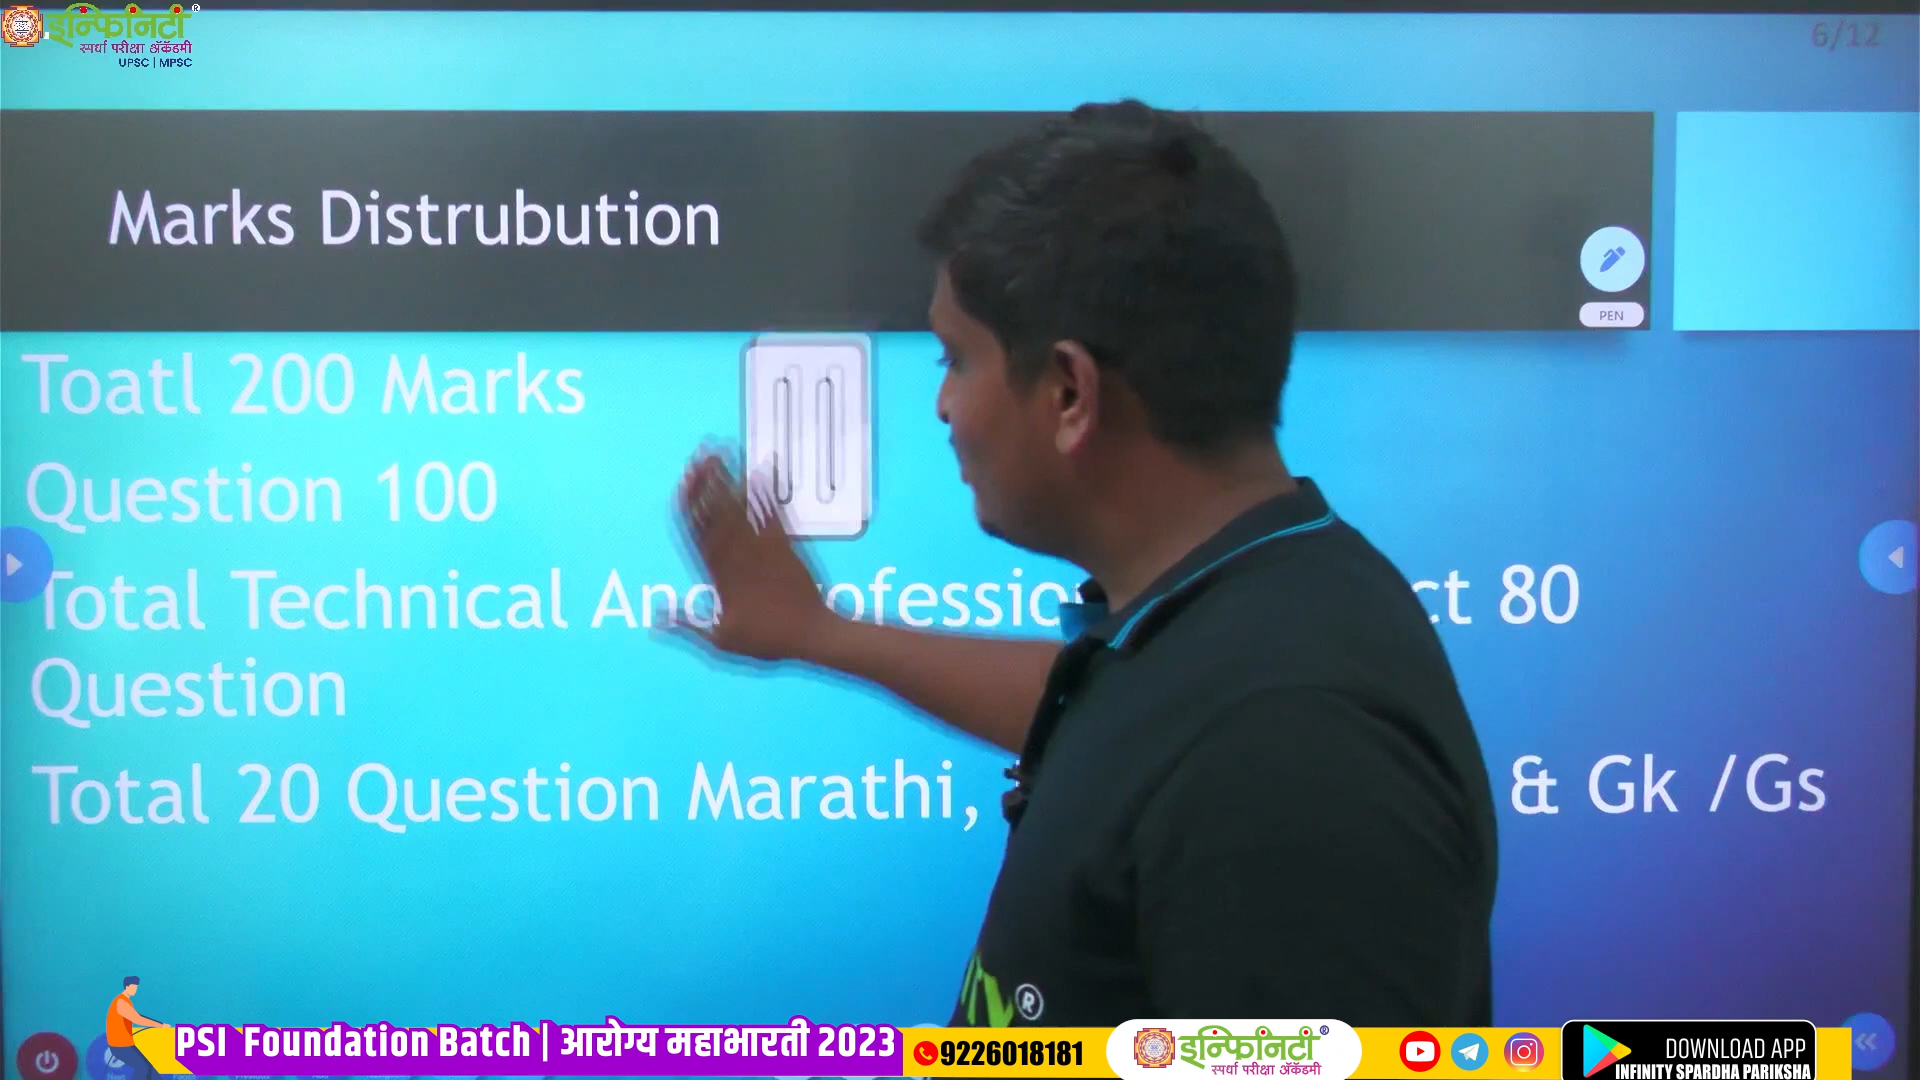 इन्फिनिटी ®
स्पर्धा परीक्षा अ‍ॅकॅडमी
UPSC | MPSC
6/12
Marks Distrubution
PEN
Toatl 200 Marks
Question 100
Total Technical And 80
Question
Total 20 Question Marathi, & Gk /Gs
®
PSI Foundation Batch | आरोग्य महाभारती 2023
9226018181
इन्फिनिटी ®
स्पर्धा परीक्षा अ‍ॅकॅडमी
DOWNLOAD APP
INFINITY SPARDHA PARIKSHA